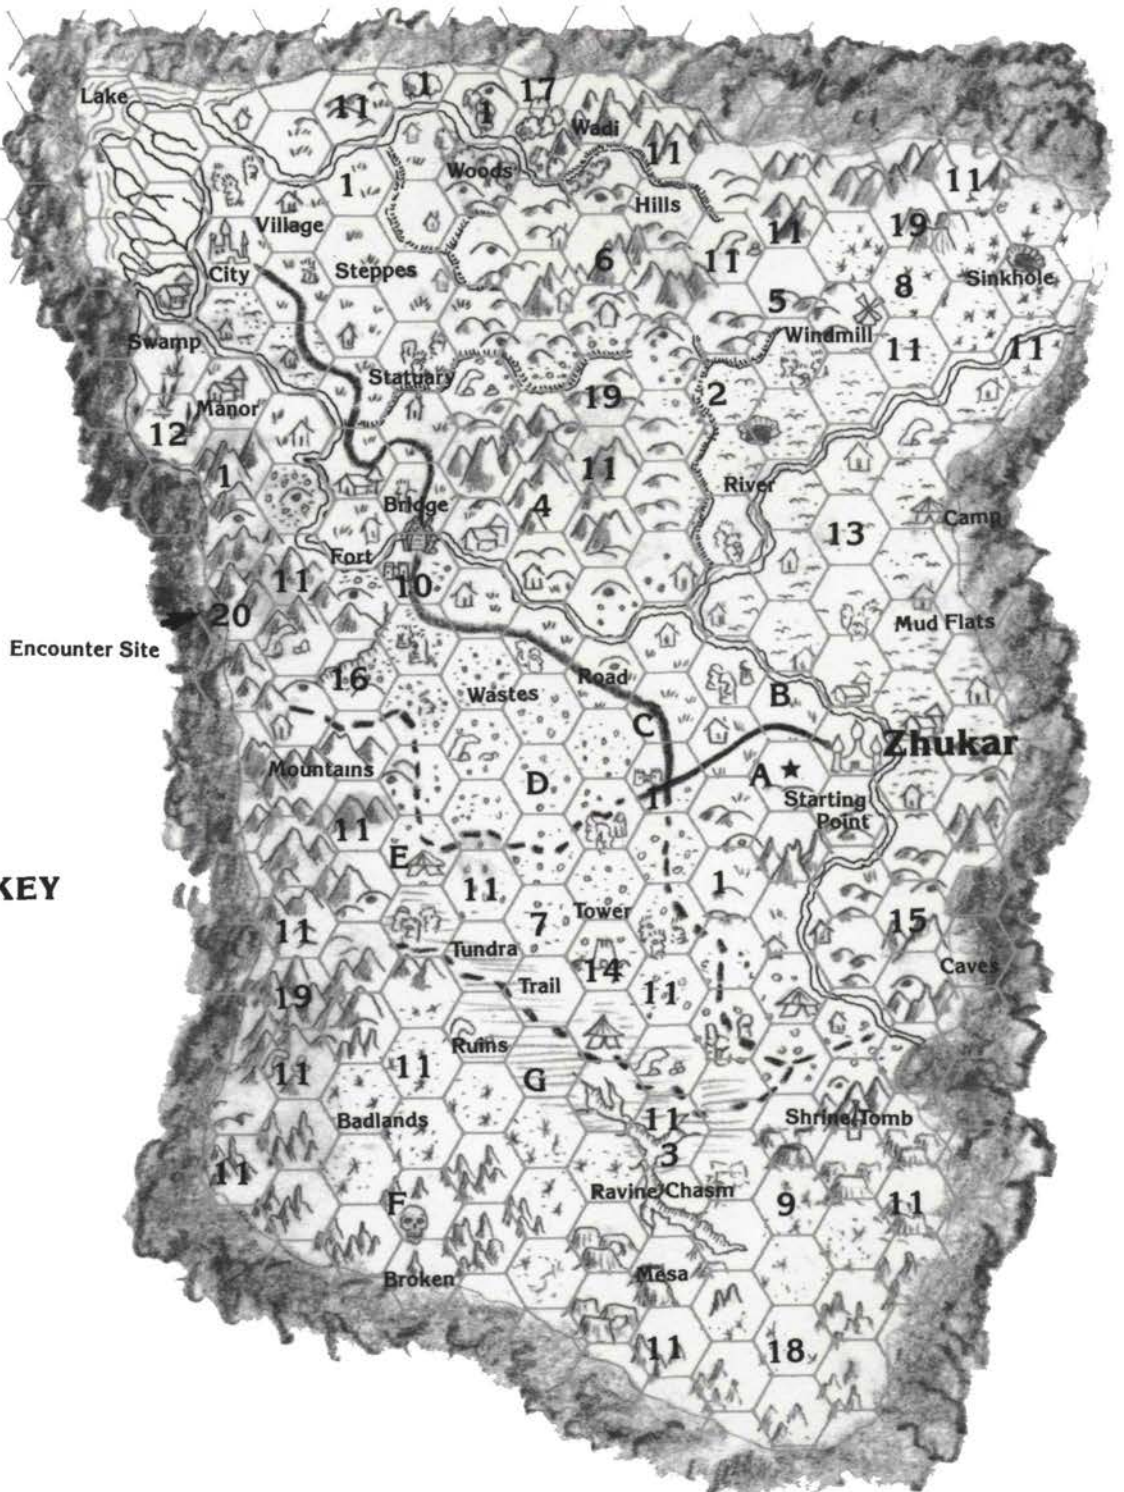 1
17
Lake
11
1
Wadi
11
Woods
11
1
Hills
Village
19
11
6
11
City
Steppes
Sinkhole
8
5
Windmill
Swamp
11
11
Statuary
19
2
Manor
12
11
1
River
Bridge
4
Camp
13
Fort
11
10
20
Mud Flats
Encounter Site
Road
16
Wastes
B
C
Zhukar
Mountains
A
D
Starting
Point
1
11
E
KEY
11
1
Tower
7
15
11
Tundra
Caves
14
Trail
11
19
Ruins
11
11
G
Badlands
11
Shrine/Tomb
3
11
Ravine/Chasm
F
9
11
Broken
Mesa
11
18